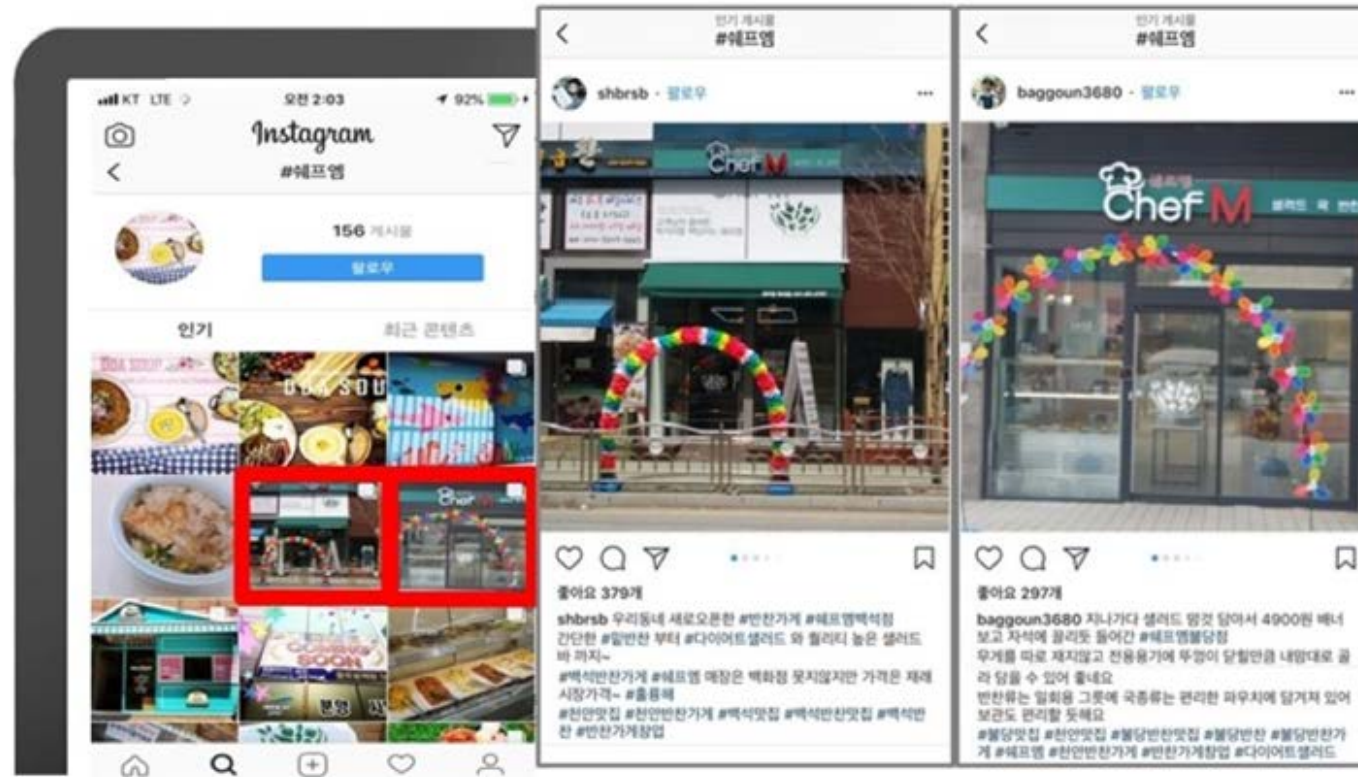 KT LTE
오전 2:03
92%
Instagram
#쉐프엠
156 게시물
팔로우
인기
최근 콘텐츠
COMING
SOON
인기 게시물
#쉐프엠
shbrsb · 팔로우
Chef M
좋아요 379개
shbrsb 우리동네 새로오픈한 #반찬가게 #쉐프엠백석점
간단한 #밑반찬 부터 #다이어트샐러드 와 퀄리티 높은 샐러드
바 까지~
#백석반찬가게 #쉐프엠 매장은 백화점 못지않지만 가격은 재래
시장가격~ #훌륭해
#천안맛집 #천안반찬가게 #백석맛집 #백석반찬맛집 #백석반
찬 #반찬가게창업
인기 게시물
#쉐프엠
baggoun3680 · 팔로우
쉐프엠
Chef M
샐러드 국 반찬
좋아요 297개
baggoun3680 지나가다 샐러드 맘껏 담아서 4900원 배너
보고 자석에 끌리듯 들어간 #쉐프엠불당점
무게를 따로 재지않고 전용용기에 뚜껑이 닫힐만큼 내맘대로 골
라 담을 수 있어 좋네요
반찬류는 일회용 그릇에 국종류는 편리한 파우치에 담겨져 있어
보관도 편리할 듯해요
#불당맛집 #천안맛집 #불당반찬맛집 #불당반찬 #불당반찬가
게 #쉐프엠 #천안반찬가게 #반찬가게창업 #다이어트샐러드